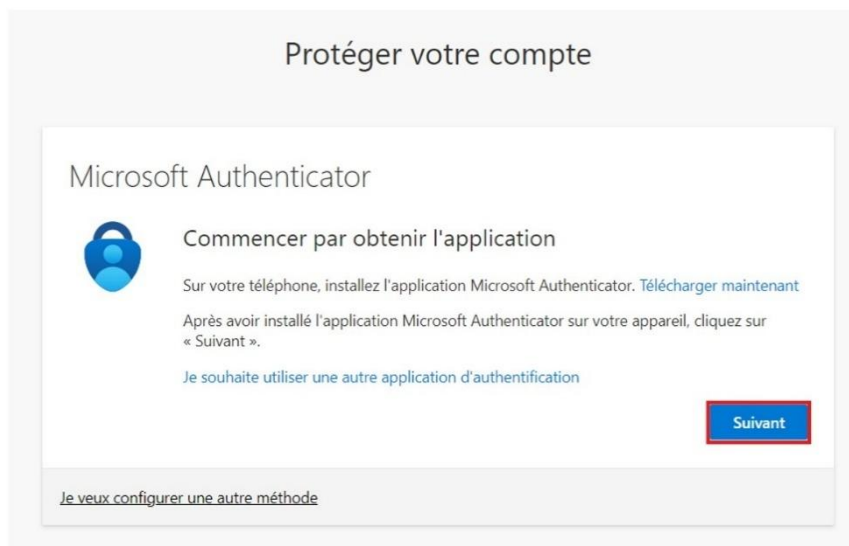 Protéger votre compte
Microsoft Authenticator
Commencer par obtenir l'application
Sur votre téléphone, installez l'application Microsoft Authenticator. Télécharger maintenant
Après avoir installé l'application Microsoft Authenticator sur votre appareil, cliquez sur
« Suivant ».
Je souhaite utiliser une autre application d'authentification
Suivant
Je veux configurer une autre méthode